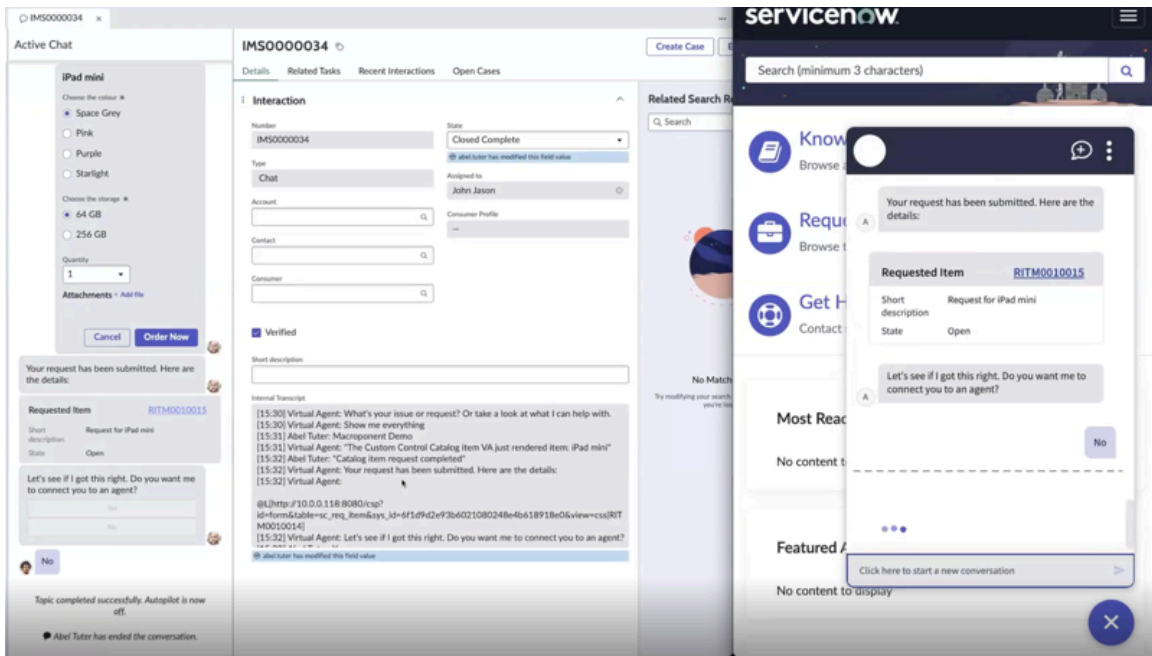 IMS0000034 ×
Active Chat
iPad mini
Choose the colour
Space Grey
Pink
Purple
Starlight
Choose the storage
64 GB
256 GB
Quantity
1
Attachments + Add file
Cancel Order Now
Your request has been submitted. Here are
the details:
Requested Item RITM0010015
Short Request for iPad mini
description
State Open
Let's see if I got this right. Do you want me
to connect you to an agent?
Yes
No
No
Topic completed successfully. Autopilot is now
off.
Abel Tuter has ended the conversation.
IMS0000034
Create Case
Details Related Tasks Recent Interactions Open Cases
Interaction
Number
IMS0000034
State
Closed Complete
abel.tuter has modified this field value
Type
Chat
Assigned to
John Jason
Account
Consumer Profile
--
Contact
Consumer
Verified
Short description
Internal Transcript
[15:30] Virtual Agent: What's your issue or request? Or take a look at what I can help with.
[15:30] Virtual Agent: Show me everything
[15:31] Abel Tuter: Macroponent Demo
[15:31] Virtual Agent: "The Custom Control Catalog item VA just rendered item: iPad mini"
[15:32] Abel Tuter: "Catalog item request completed"
[15:32] Virtual Agent: Your request has been submitted. Here are the details:
[15:32] Virtual Agent:
@L[http://10.0.0.118:8080/csp?
id=form&table=sc_req_item&sys_id=6f1d9d2e93b6021080248e4b618918e0&view=css|RIT
M0010014]
[15:32] Virtual Agent: Let's see if I got this right. Do you want me to connect you to an agent?
abel.tuter has modified this field value
Related Search Re
Search
No Match
Try modifying your search
servicenow
Search (minimum 3 characters)
Know
Browse a
Reque
Browse t
Get H
Contact
Most Read
No content t
Featured A
No content to display
Your request has been submitted. Here are the
details:
A
Requested Item RITM0010015
Short Request for iPad mini
description
State Open
Let's see if I got this right. Do you want me to
connect you to an agent?
A
No
Click here to start a new conversation